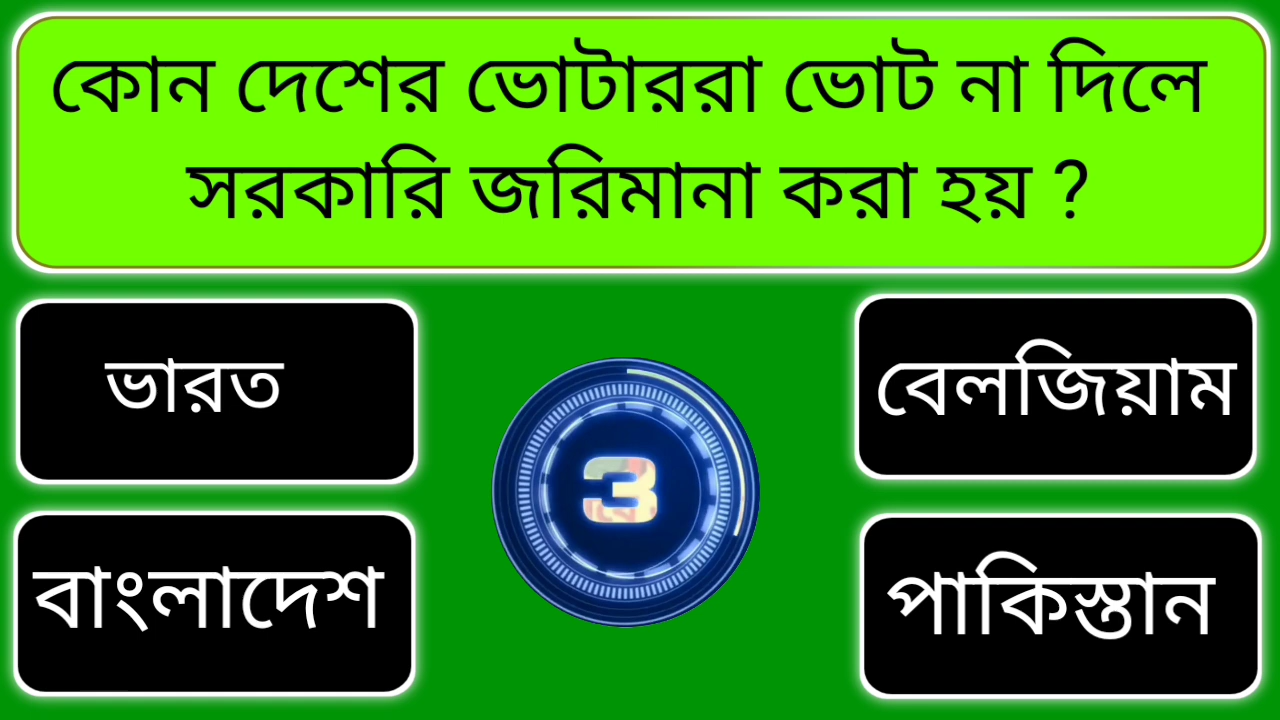 কোন দেশের ভোটাররা ভোট না দিলে
সরকারি জরিমানা করা হয় ?
ভারত
বেলজিয়াম
3
বাংলাদেশ
পাকিস্তান